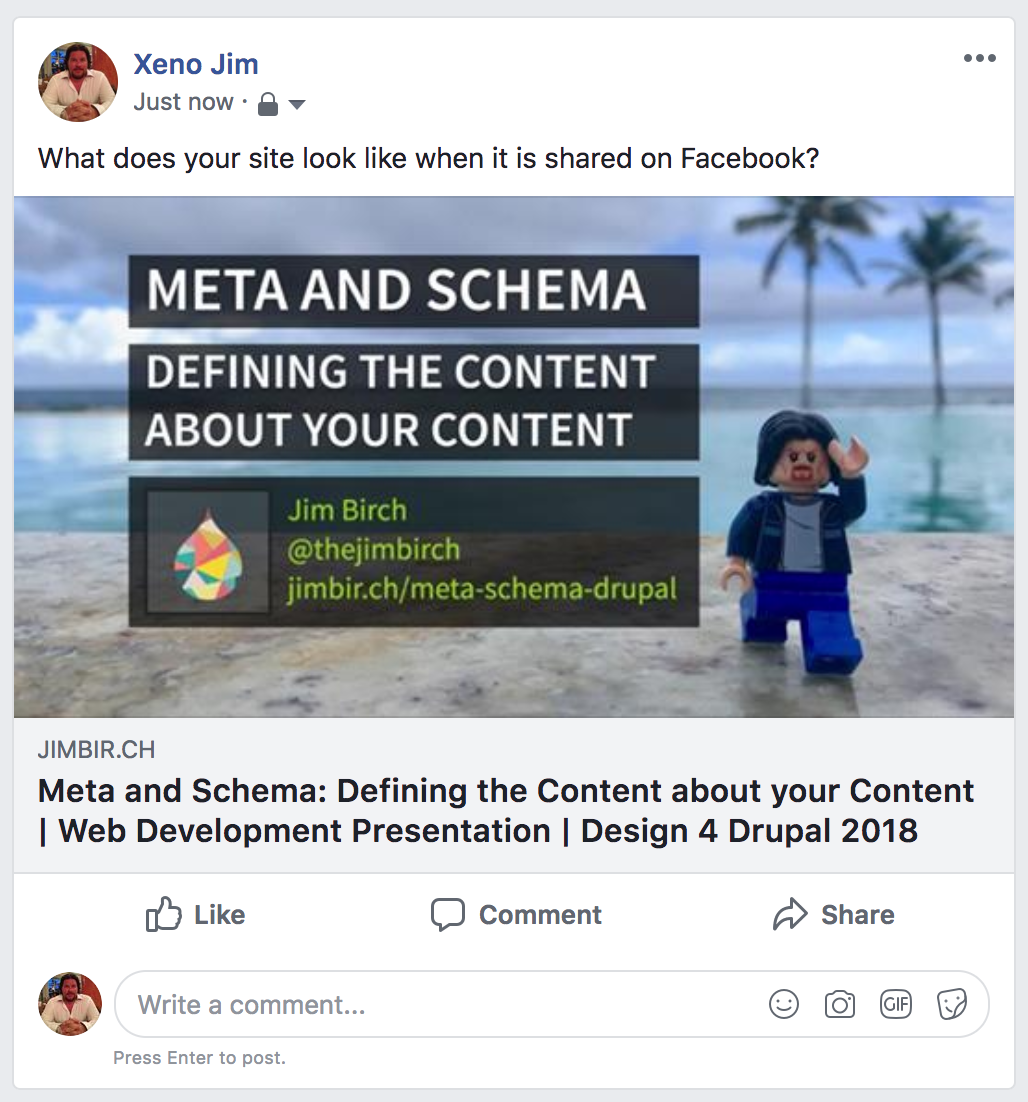 Xeno Jim
Just now ·
What does your site look like when it is shared on Facebook?
META AND SCHEMA
DEFINING THE CONTENT
ABOUT YOUR CONTENT
Jim Birch
@thejimbirch
jimbir.ch/meta-schema-drupal
JIMBIR.CH
Meta and Schema: Defining the Content about your Content
| Web Development Presentation | Design 4 Drupal 2018
Like
Comment
Share
Write a comment...
GIF
Press Enter to post.